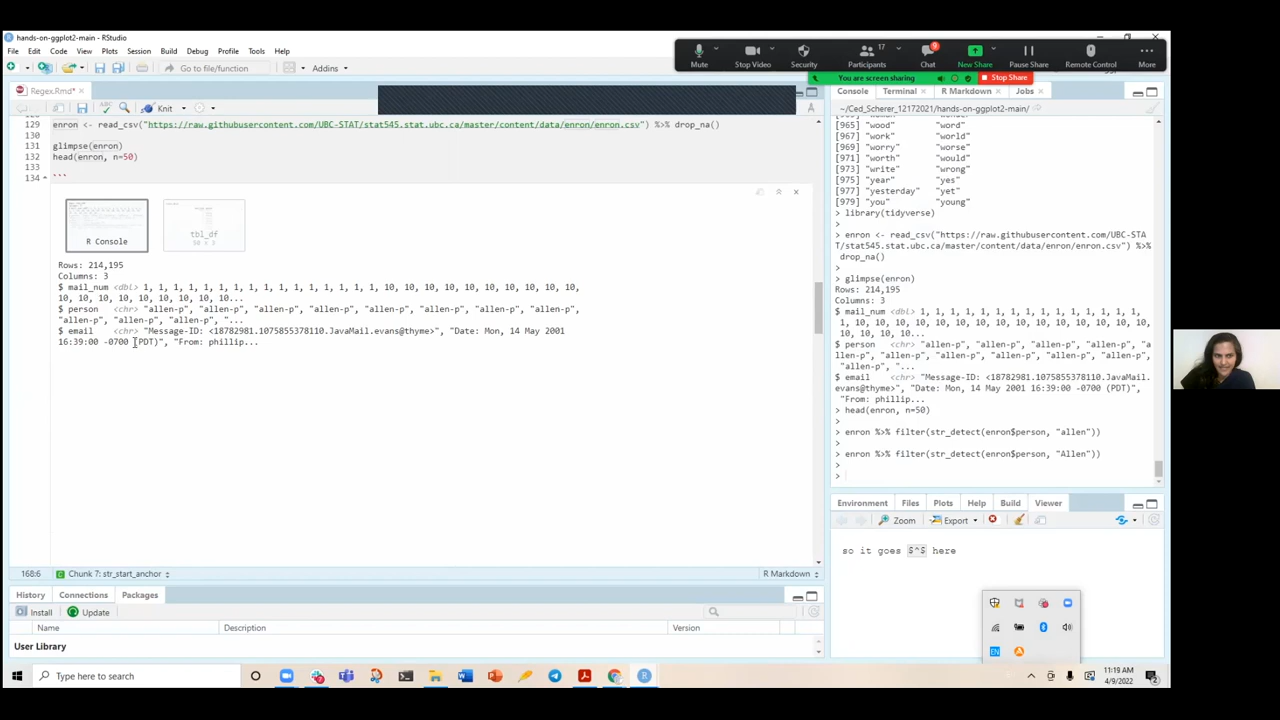 hands-on-ggplot2-main - RStudio
File Edit Code View Plots Session Build Debug Profile Tools Help
Go to file/function
Addins
Mute Stop Video Security Participants 17 Chat 9 New Share Pause Share Remote Control More
You are screen sharing Stop Share
Regex.Rmd*
Knit
129 enron <- read_csv("https://raw.githubusercontent.com/UBC-STAT/stat545.stat.ubc.ca/master/content/data/enron/enron.csv") %>% drop_na()
130
131 glimpse(enron)
132 head(enron, n=50)
133
134 ```
R Console
tbl_df
50 x 3
Rows: 214,195
Columns: 3
$ mail_num <dbl> 1, 1, 1, 1, 1, 1, 1, 1, 1, 1, 1, 1, 1, 1, 1, 1, 10, 10, 10, 10, 10, 10, 10, 10, 10,
10, 10, 10, 10, 10, 10, 10, 10, 10...
$ person <chr> "allen-p", "allen-p", "allen-p", "allen-p", "allen-p", "allen-p", "allen-p", "allen-p",
"allen-p", "allen-p", "allen-p", "...
$ email <chr> "Message-ID: <18782981.1075855378110.JavaMail.evans@thyme>", "Date: Mon, 14 May 2001
16:39:00 -0700 (PDT)", "From: phillip...
168:6 Chunk 7: str_start_anchor R Markdown
History Connections Packages
Install Update
Name Description Version
User Library
Console Terminal R Markdown Jobs
~/Ced_Scherer_12172021/hands-on-ggplot2-main/
[965] "wood" "word"
[967] "work" "world"
[969] "worry" "worse"
[971] "worth" "would"
[973] "write" "wrong"
[975] "year" "yes"
[977] "yesterday" "yet"
[979] "you" "young"
> library(tidyverse)
>
> enron <- read_csv("https://raw.githubusercontent.com/UBC-STA
T/stat545.stat.ubc.ca/master/content/data/enron/enron.csv") %>%
drop_na()
>
> glimpse(enron)
Rows: 214,195
Columns: 3
$ mail_num <dbl> 1, 1, 1, 1, 1, 1, 1, 1, 1, 1, 1, 1, 1, 1, 1,
1, 10, 10, 10, 10, 10, 10, 10, 10, 10, 10, 10, 10, 10,
10, 10, 10, 10, 10...
$ person <chr> "allen-p", "allen-p", "allen-p", "allen-p", "a
llen-p", "allen-p", "allen-p", "allen-p", "allen-p", "allen-p",
"allen-p", "...
$ email <chr> "Message-ID: <18782981.1075855378110.JavaMail.
evans@thyme>", "Date: Mon, 14 May 2001 16:39:00 -0700 (PDT)",
"From: phillip...
> head(enron, n=50)
>
> enron %>% filter(str_detect(enron$person, "allen"))
>
> enron %>% filter(str_detect(enron$person, "Allen"))
>
>
Environment Files Plots Help Build Viewer
Zoom Export
so it goes $^$ here
EN
Type here to search
11:19 AM
4/9/2022
2